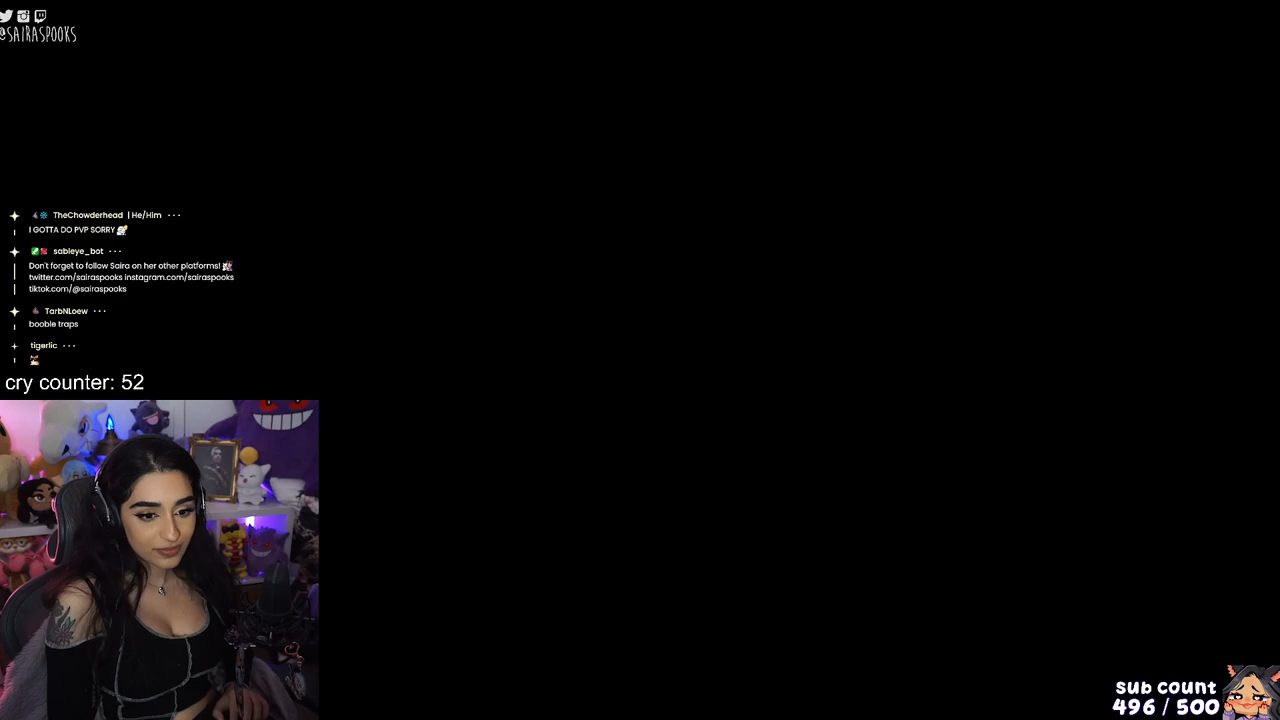 @SAIRASPOOKS
TheChowderhead | He/Him ···
I GOTTA DO PVP SORRY
sableye_bot ···
Don't forget to follow Saira on her other platforms!
twitter.com/sairaspooks instagram.com/sairaspooks
tiktok.com/@sairaspooks
TarbNLoew ···
booble traps
tigerlic ···
cry counter: 52
sub count
496 / 500